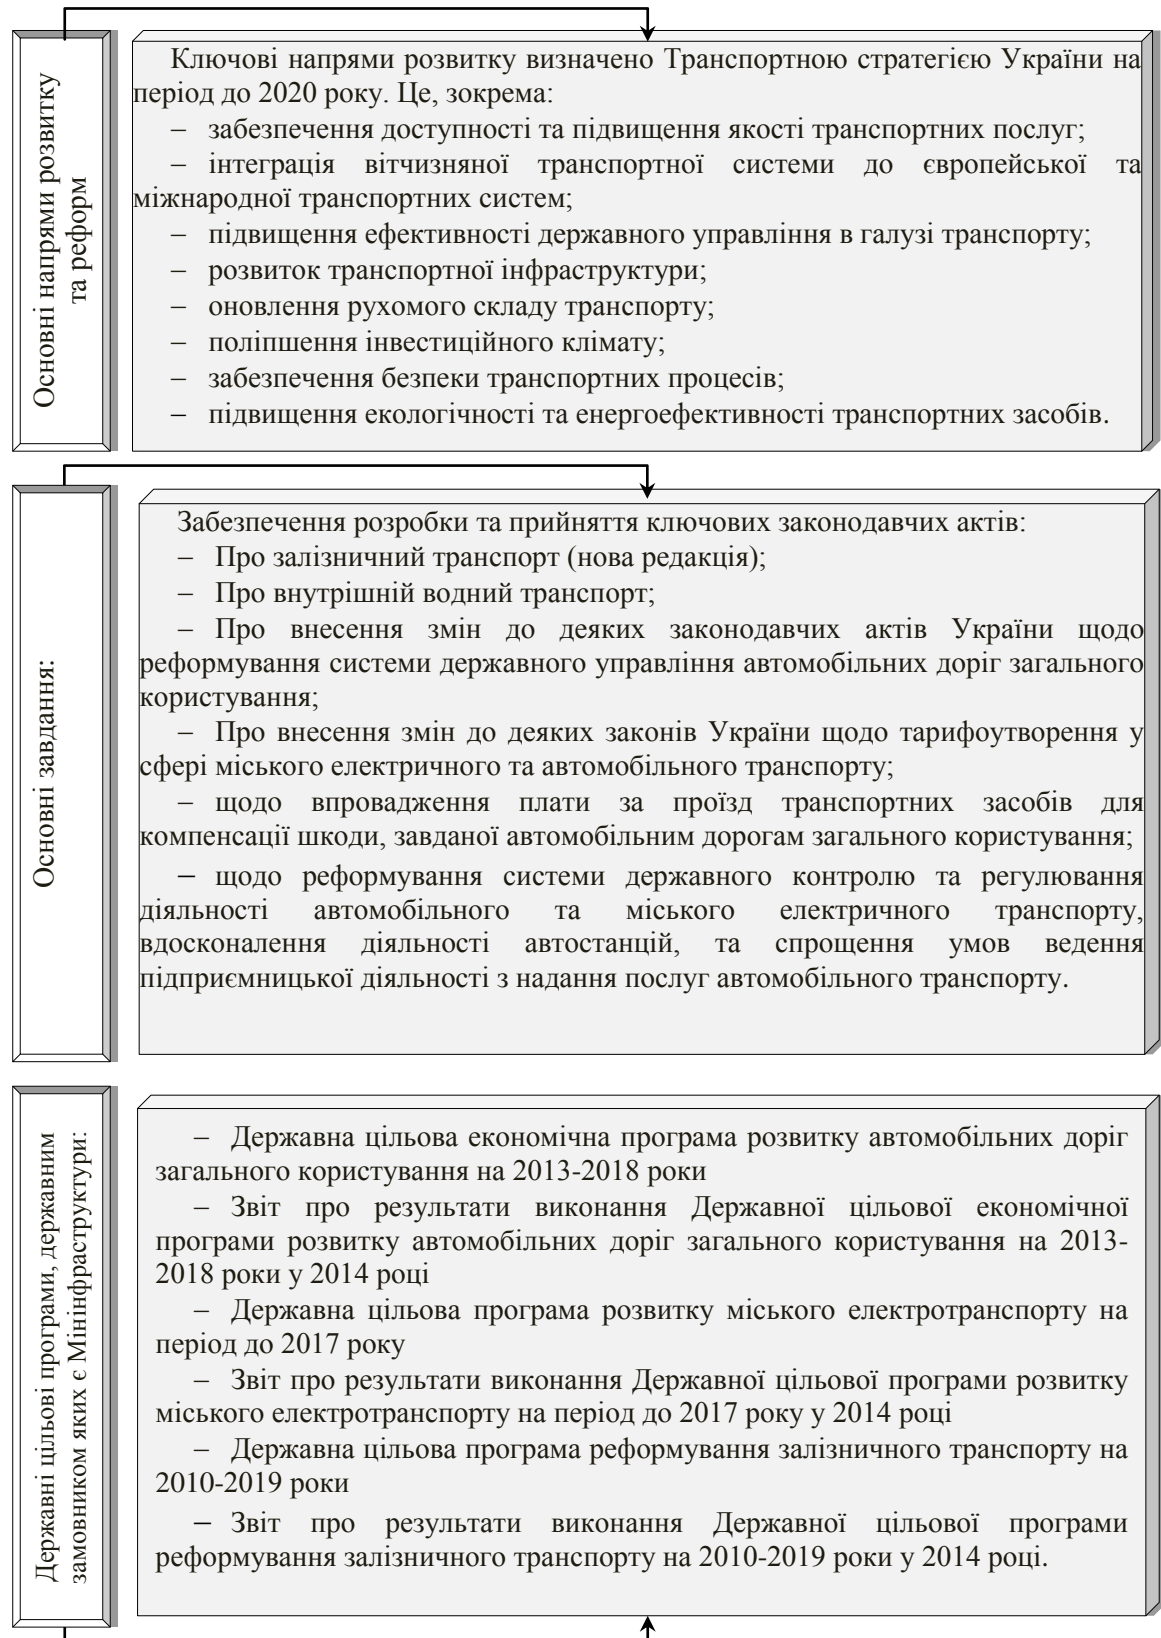 Основні напрями розвитку
та реформ
Ключові напрями розвитку визначено Транспортною стратегією України на
період до 2020 року. Це, зокрема:
– забезпечення доступності та підвищення якості транспортних послуг;
– інтеграція вітчизняної транспортної системи до європейської та
міжнародної транспортних систем;
– підвищення ефективності державного управління в галузі транспорту;
– розвиток транспортної інфраструктури;
– оновлення рухомого складу транспорту;
– поліпшення інвестиційного клімату;
– забезпечення безпеки транспортних процесів;
– підвищення екологічності та енергоефективності транспортних засобів.
Основні завдання:
Забезпечення розробки та прийняття ключових законодавчих актів:
– Про залізничний транспорт (нова редакція);
– Про внутрішній водний транспорт;
– Про внесення змін до деяких законодавчих актів України щодо
реформування системи державного управління автомобільних доріг загального
користування;
– Про внесення змін до деяких законів України щодо тарифоутворення у
сфері міського електричного та автомобільного транспорту;
– щодо впровадження плати за проїзд транспортних засобів для
компенсації шкоди, завданої автомобільним дорогам загального користування;
– щодо реформування системи державного контролю та регулювання
діяльності автомобільного та міського електричного транспорту,
вдосконалення діяльності автостанцій, та спрощення умов ведення
підприємницької діяльності з надання послуг автомобільного транспорту.
Державні цільові програми, державним
замовником яких є Мінінфраструктури:
– Державна цільова економічна програма розвитку автомобільних доріг
загального користування на 2013-2018 роки
– Звіт про результати виконання Державної цільової економічної
програми розвитку автомобільних доріг загального користування на 2013-
2018 роки у 2014 році
– Державна цільова програма розвитку міського електротранспорту на
період до 2017 року
– Звіт про результати виконання Державної цільової програми розвитку
міського електротранспорту на період до 2017 року у 2014 році
– Державна цільова програма реформування залізничного транспорту на
2010-2019 роки
– Звіт про результати виконання Державної цільової програми
реформування залізничного транспорту на 2010-2019 роки у 2014 році.